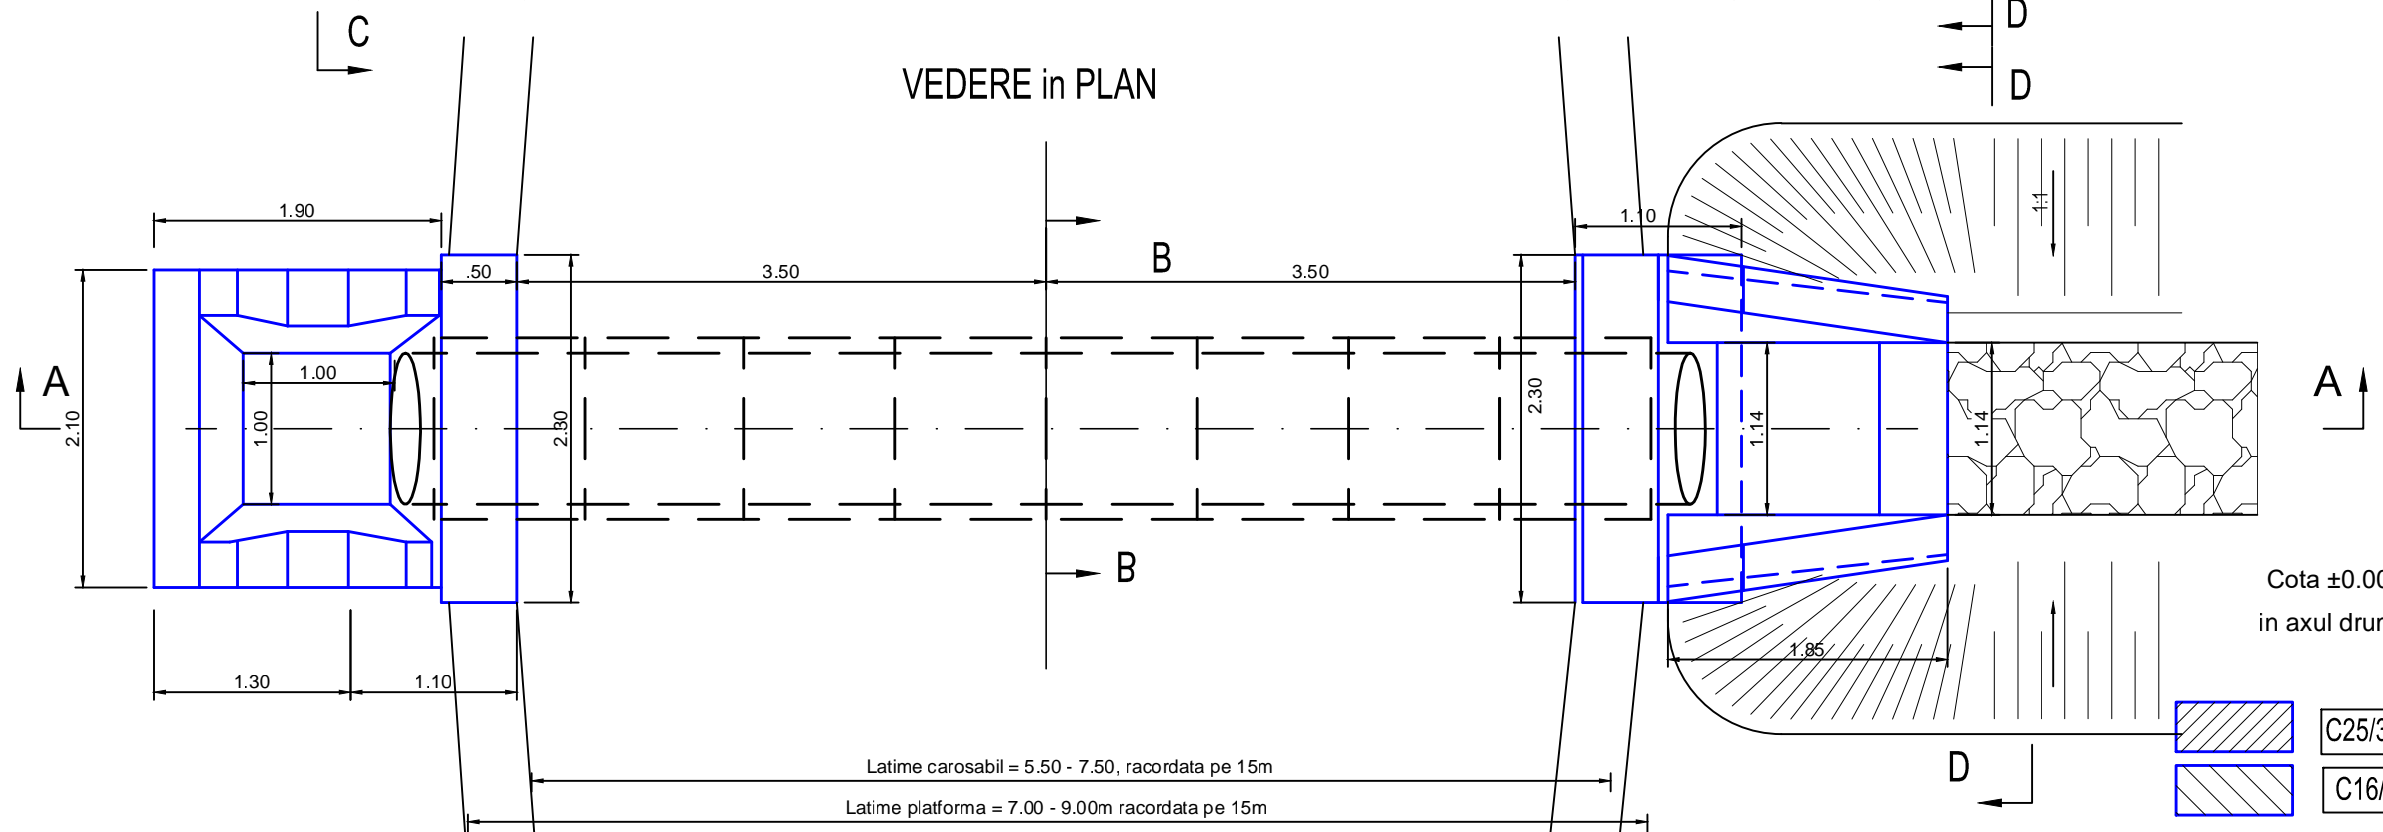 C
D
VEDERE in PLAN
D
1.90
1.10
1:1
B
.50
3.50
3.50
1.00
A
2.10
1.00
2.30
2.30
1.14
1.14
A
B
Cota ±0.00
in axul
1.85
1.30
1.10
C25/3
Latime carosabil = 5.50 - 7.50, racordata pe 15m
D
C16/
Latime platforma = 7.00 - 9.00m racordata pe 15m